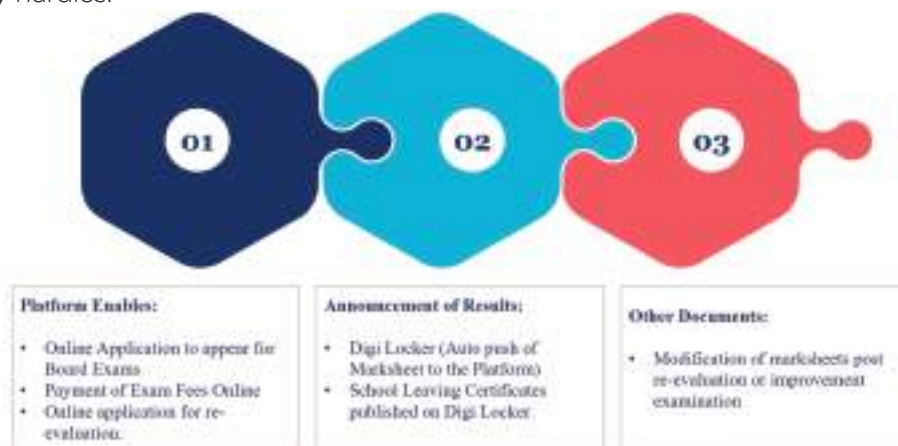 hurdles.
01
02
03
Platform Enables:
• Online Application to appear for
Board Exams
• Payment of Exam Fees Online
• Online application for re-
evaluation.
Announcement of Results:
• Digi Locker (Auto push of
Marksheet to the Platform)
• School Leaving Certificates
published on Digi Locker
Other Documents:
• Modification of marksheets post
re-evaluation or improvement
examination